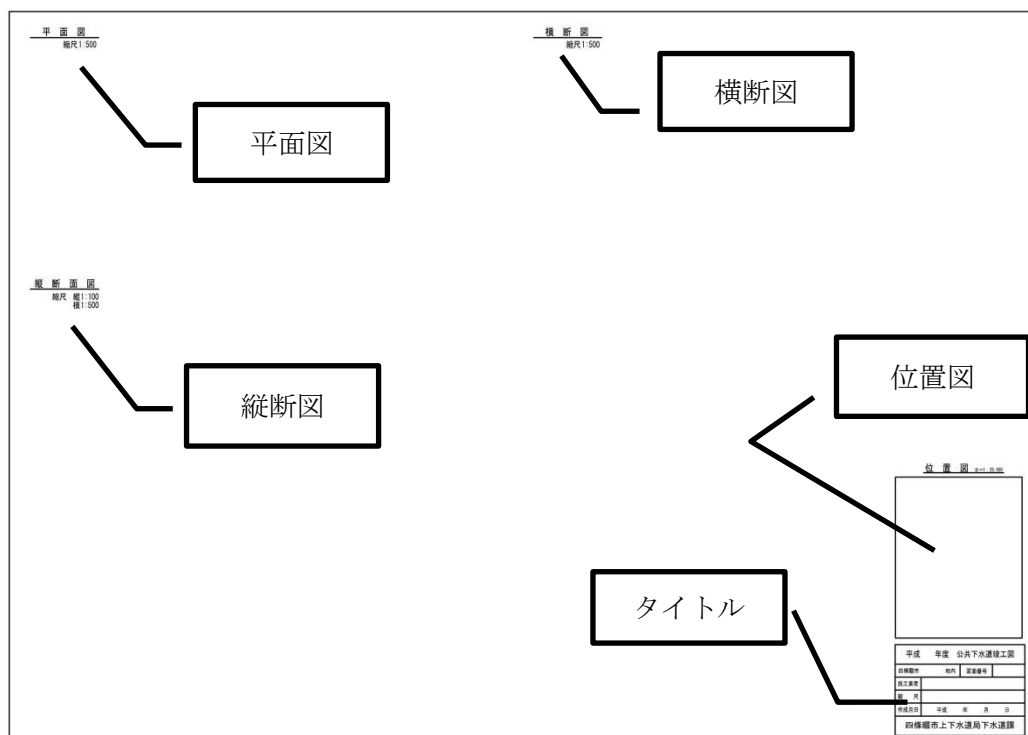 平 面 図
縮尺1:500
平面図
横 断 図
縮尺1:500
横断図
縦 断 面 図
縮尺 縦1:100
横1:500
縦断図
位置図
位 置 図
タイトル
平成 年度 公共下水道竣工図
四條畷市 地内 図面番号
施工業者
縮 尺
作成月日 平成 年 月 日
四條畷市上下水道局下水道課